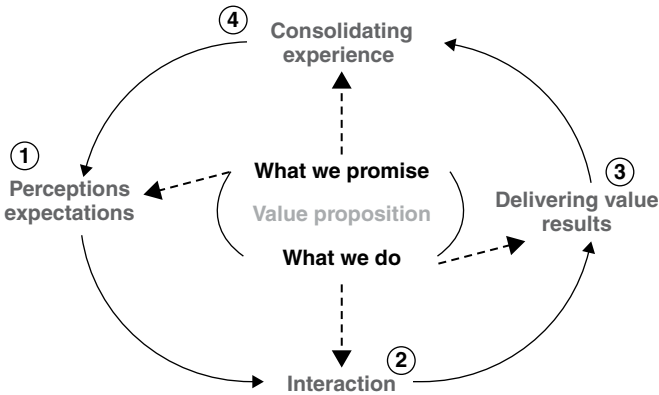 4
Consolidating
experience
1
Perceptions
expectations
What we promise
Value proposition
What we do
3
Delivering value
results
2
Interaction